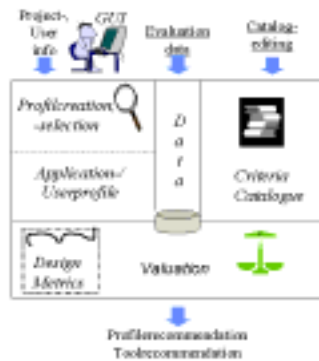 Project-,
User
info
GUI
Evaluation
data
Catalog-
editing
Profilcreation,
-selection
Data
Application-/
Userprofile
Criteria
Catalogue
Design
Metrics
Valuation
Profilerecommendation
Toolrecommendation